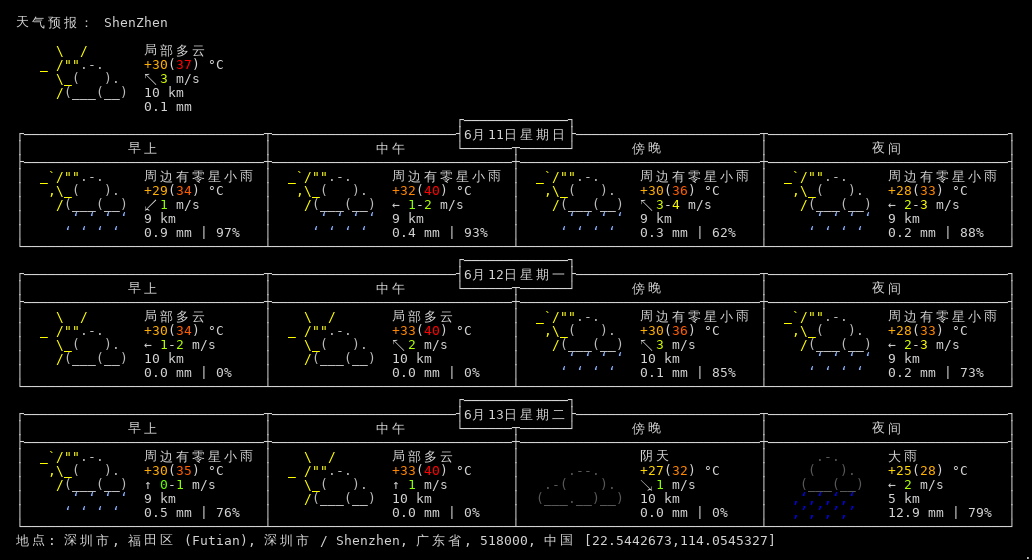 天气预报： ShenZhen
局部多云
+30(37) °C
↖3 m/s
10 km
0.1 mm
6月11日星期日
早上 中午 傍晚 夜间
周边有零星小雨 周边有零星小雨 周边有零星小雨 周边有零星小雨
+29(34) °C +32(40) °C +30(36) °C +28(33) °C
↙1 m/s ← 1-2 m/s ↖3-4 m/s ← 2-3 m/s
9 km 9 km 9 km 9 km
0.9 mm | 97% 0.4 mm | 93% 0.3 mm | 62% 0.2 mm | 88%
6月12日星期一
早上 中午 傍晚 夜间
局部多云 局部多云 周边有零星小雨 周边有零星小雨
+30(34) °C +33(40) °C +30(36) °C +28(33) °C
← 1-2 m/s ↖2 m/s ↖3 m/s ← 2-3 m/s
10 km 10 km 10 km 9 km
0.0 mm | 0% 0.0 mm | 0% 0.1 mm | 85% 0.2 mm | 73%
6月13日星期二
早上 中午 傍晚 夜间
周边有零星小雨 局部多云 阴天 大雨
+30(35) °C +33(40) °C +27(32) °C +25(28) °C
↑ 0-1 m/s ↑ 1 m/s ↘1 m/s ← 2 m/s
9 km 10 km 10 km 5 km
0.5 mm | 76% 0.0 mm | 0% 0.0 mm | 0% 12.9 mm | 79%
地点: 深圳市, 福田区 (Futian), 深圳市 / Shenzhen, 广东省, 518000, 中国 [22.5442673,114.0545327]